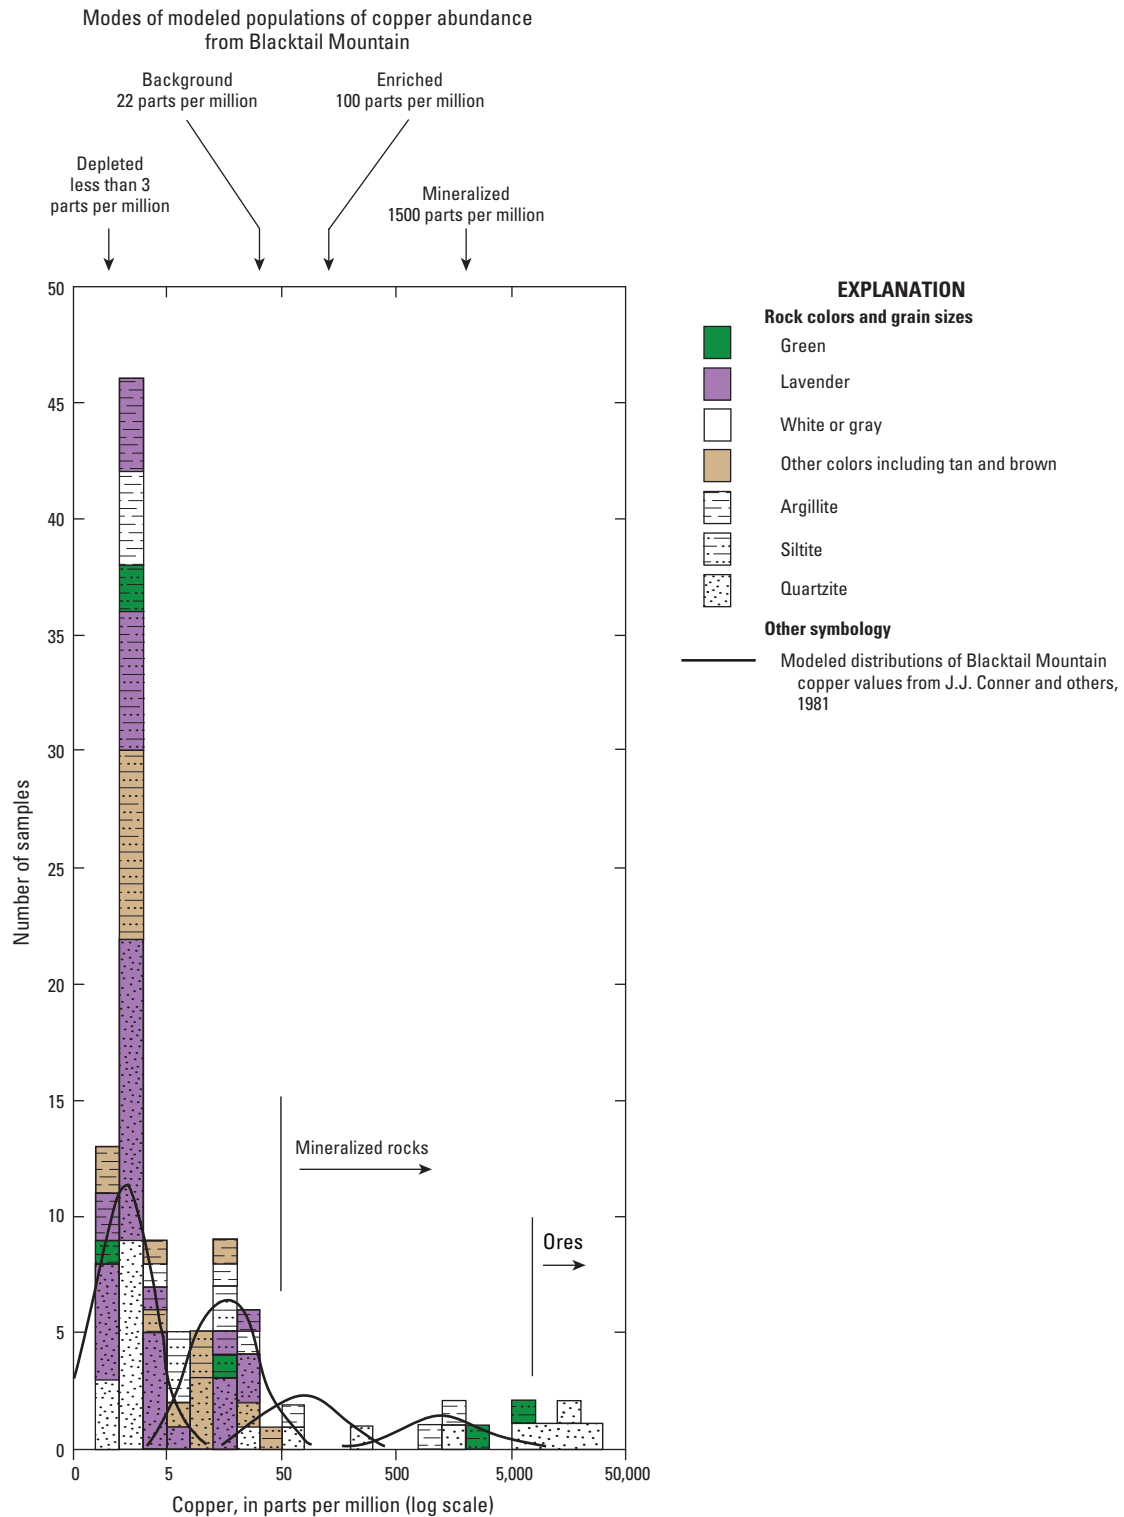 Modes of modeled populations of copper abundance
from Blacktail Mountain
Background
22 parts per million
Enriched
100 parts per million
Depleted
less than 3
parts per million
Mineralized
1500 parts per million
50
45
40
35
30
25
20
15
10
5
0
Number of samples
Mineralized rocks
Ores
0
5
50
500
5,000
50,000
Copper, in parts per million (log scale)
EXPLANATION
Rock colors and grain sizes
Green
Lavender
White or gray
Other colors including tan and brown
Argillite
Siltite
Quartzite
Other symbology
Modeled distributions of Blacktail Mountain
copper values from J.J. Conner and others,
1981